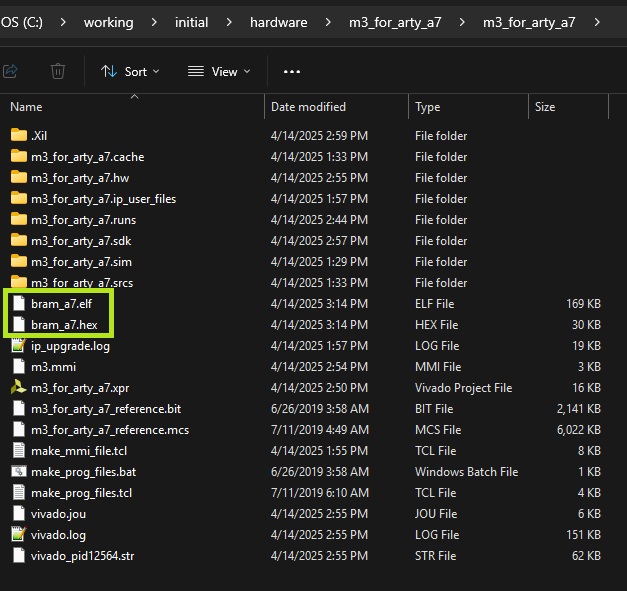 OS (C:) > working > initial > hardware > m3_for_arty_a7 > m3_for_arty_a7 >
Sort View •••
Name Date modified Type Size
.Xil 4/14/2025 2:59 PM File folder
m3_for_arty_a7.cache 4/14/2025 1:33 PM File folder
m3_for_arty_a7.hw 4/14/2025 2:55 PM File folder
m3_for_arty_a7.ip_user_files 4/14/2025 1:57 PM File folder
m3_for_arty_a7.runs 4/14/2025 2:44 PM File folder
m3_for_arty_a7.sdk 4/14/2025 2:57 PM File folder
m3_for_arty_a7.sim 4/14/2025 1:29 PM File folder
m3_for_arty_a7.srcs 4/14/2025 1:33 PM File folder
bram_a7.elf 4/14/2025 3:14 PM ELF File 169 KB
bram_a7.hex 4/14/2025 3:14 PM HEX File 30 KB
ip_upgrade.log 4/14/2025 1:57 PM LOG File 19 KB
m3.mmi 4/14/2025 2:54 PM MMI File 3 KB
m3_for_arty_a7.xpr 4/14/2025 2:50 PM Vivado Project File 16 KB
m3_for_arty_a7_reference.bit 6/26/2019 3:58 AM BIT File 2,141 KB
m3_for_arty_a7_reference.mcs 7/11/2019 4:49 AM MCS File 6,022 KB
make_mmi_file.tcl 4/14/2025 1:55 PM TCL File 8 KB
make_prog_files.bat 6/26/2019 3:58 AM Windows Batch File 1 KB
make_prog_files.tcl 7/11/2019 6:10 AM TCL File 4 KB
vivado.jou 4/14/2025 2:55 PM JOU File 6 KB
vivado.log 4/14/2025 2:55 PM LOG File 151 KB
vivado_pid12564.str 4/14/2025 2:55 PM STR File 62 KB